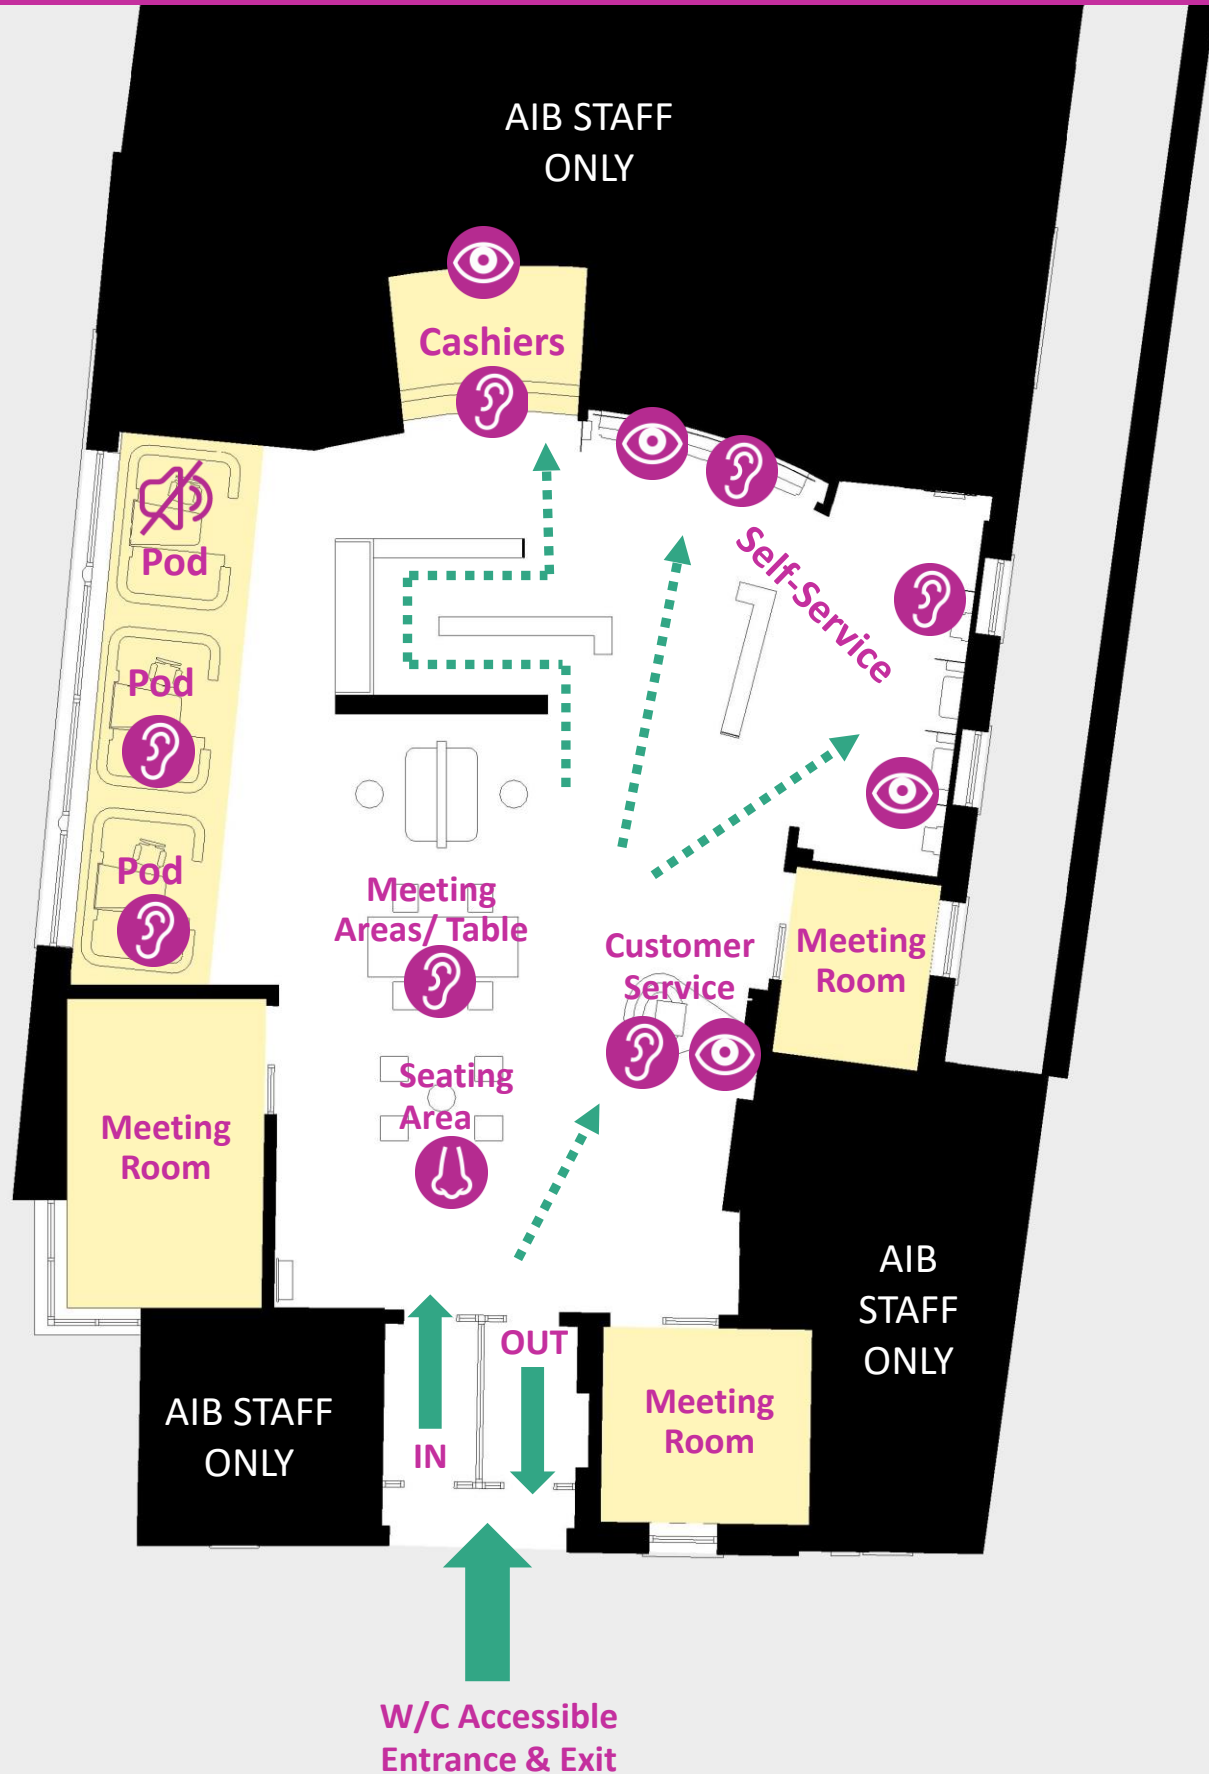 AIB STAFF
ONLY
Cashiers
Self-Service
Pod
Pod
Pod
Meeting
Areas/ Table
Customer
Service
Meeting
Room
Seating
Area
Meeting
Room
AIB
STAFF
ONLY
OUT
IN
AIB STAFF
ONLY
Meeting
Room
W/C Accessible
Entrance & Exit